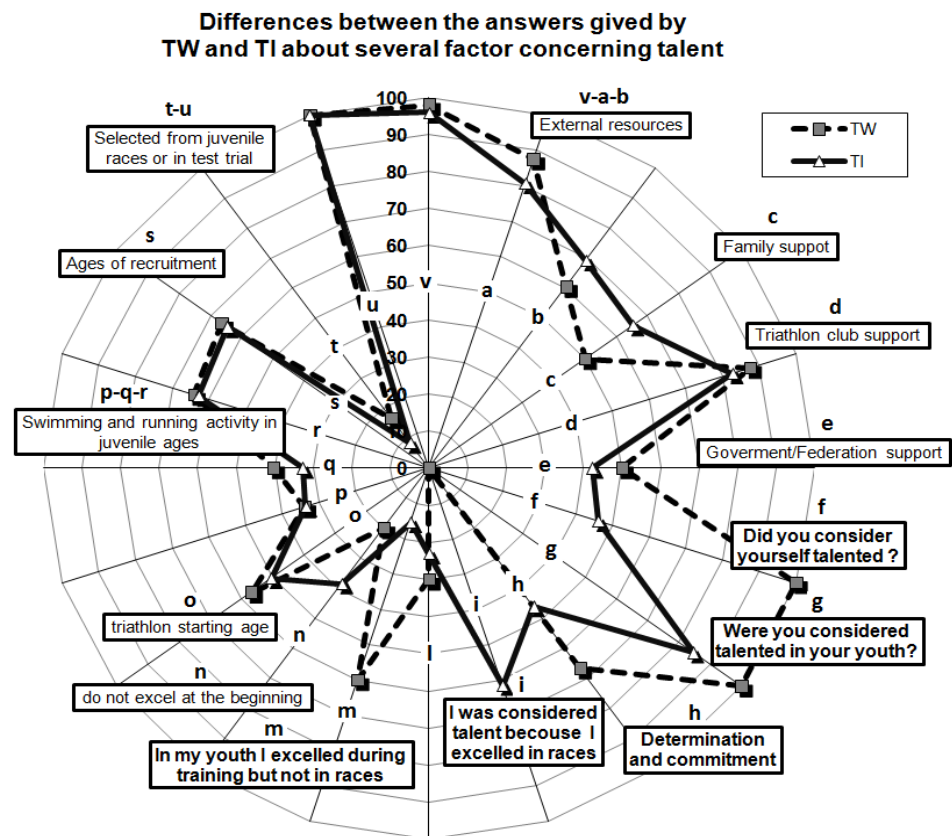 Differences between the answers gived by
TW and TI about several factor concerning talent
TW
TI
t-u
Selected from juvenile
races or in test trial
v-a-b
External resources
c
Family suppot
d
Triathlon club support
e
Goverment/Federation support
f
Did you consider
yourself talented ?
g
Were you considered
talented in your youth?
h
Determination
and commitment
i
I was considered
talent becouse I
excelled in races
m
In my youth I excelled during
training but not in races
n
do not excel at the beginning
o
triathlon starting age
p-q-r
Swimming and running activity in
juvenile ages
s
Ages of recruitment
100
90
80
70
60
50
40
30
20
0
v
a
b
c
d
e
f
g
h
i
l
m
n
o
p
q
r
s
t
u